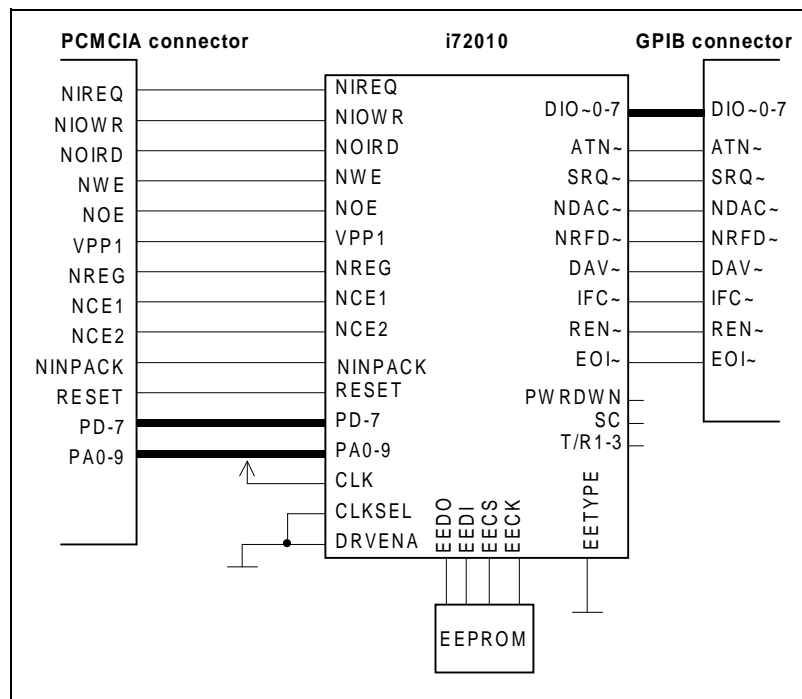 PCMCIA connector
i72010
GPIB connector
NIREQ
NIOWR
NOIRD
NWE
NOE
VPP1
NREG
NCE1
NCE2
NINPACK
RESET
PD-7
PA0-9
NIREQ
NIOWR
NOIRD
NWE
NOE
VPP1
NREG
NCE1
NCE2
NINPACK
RESET
PD-7
PA0-9
CLK
CLKSEL
DRVENA
DIO~0-7
ATN~
SRQ~
NDAC~
NRFD~
DAV~
IFC~
REN~
EOI~
PWRDWN
SC
T/R1-3
EEDO
EEDI
EECS
EECK
EETYPE
DIO~0-7
ATN~
SRQ~
NDAC~
NRFD~
DAV~
IFC~
REN~
EOI~
EEPROM